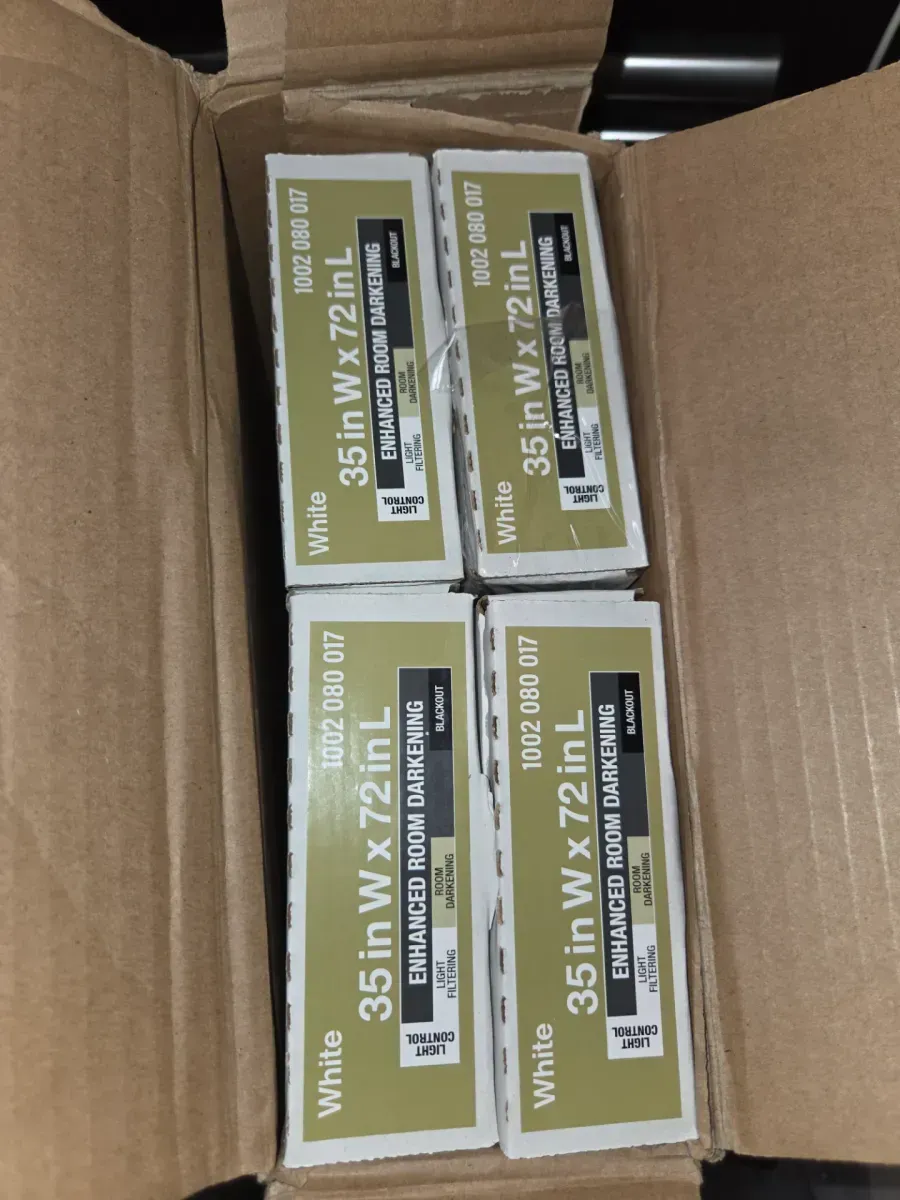 1002 080 017
White
35 in W x 72 in L
ENHANCED ROOM DARKENING
LIGHT CONTROL
LIGHT FILTERING
ROOM DARKENING
BLACKOUT
1002 080 017
White
35 in W x 72 in L
ENHANCED ROOM DARKENING
LIGHT CONTROL
LIGHT FILTERING
ROOM DARKENING
BLACKOUT
1002 080 017
White
35 in W x 72 in L
ENHANCED ROOM DARKENING
LIGHT CONTROL
LIGHT FILTERING
ROOM DARKENING
BLACKOUT
1002 080 017
White
35 in W x 72 in L
ENHANCED ROOM DARKENING
LIGHT CONTROL
LIGHT FILTERING
ROOM DARKENING
BLACKOUT